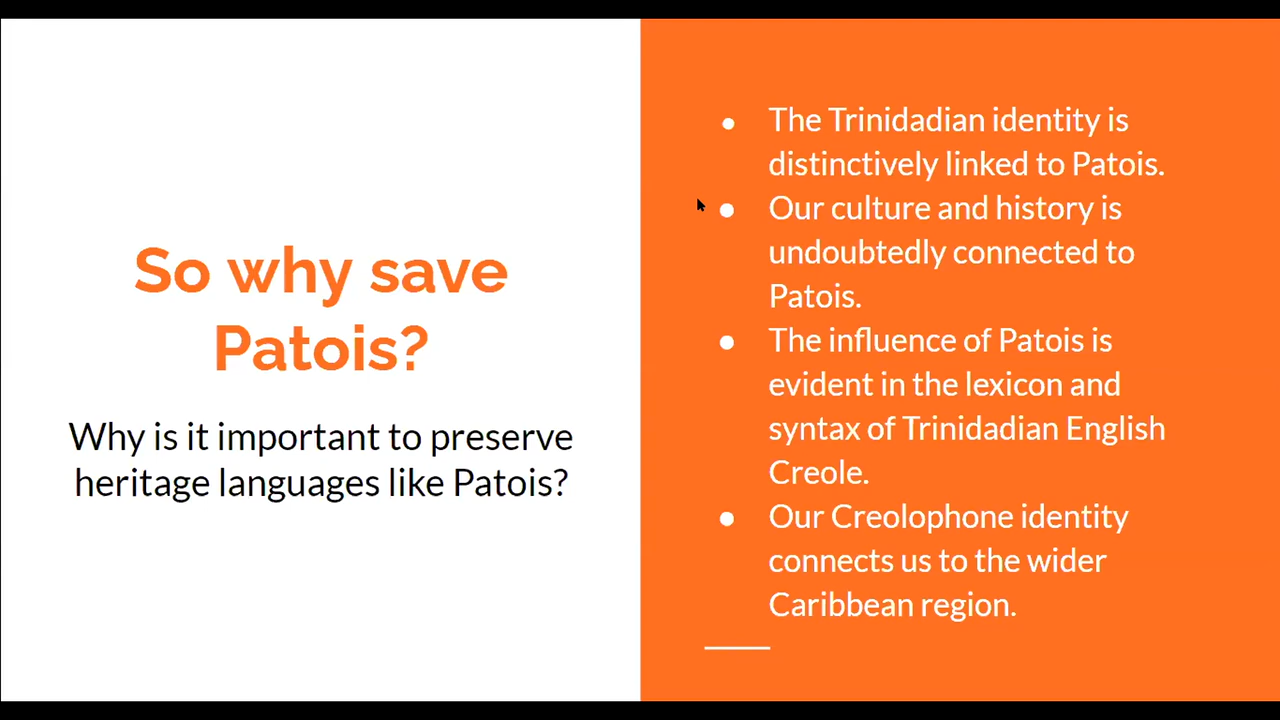 So why save
Patois?
Why is it important to preserve
heritage languages like Patois?
● The Trinidadian identity is
distinctively linked to Patois.
● Our culture and history is
undoubtedly connected to
Patois.
● The influence of Patois is
evident in the lexicon and
syntax of Trinidadian English
Creole.
● Our Creolophone identity
connects us to the wider
Caribbean region.